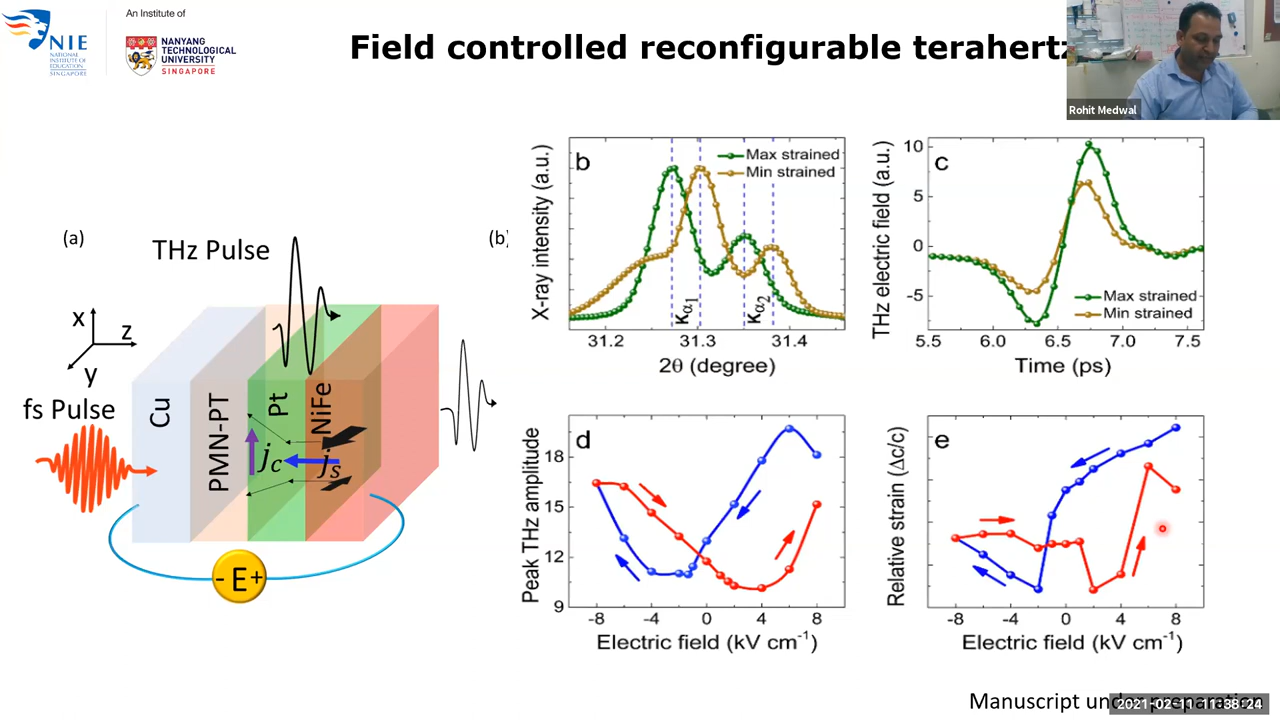 An Institute of
NIE
NATIONAL
INSTITUTE OF
EDUCATION
SINGAPORE
NANYANG
TECHNOLOGICAL
UNIVERSITY
SINGAPORE
Field controlled reconfigurable terahertz
Rohit Medwal
(a)
THz Pulse
x
z
y
fs Pulse
Cu
PMN-PT
Pt
NiFe
jc
js
- E+
(b)
b
Max strained
Min strained
X-ray intensity (a.u.)
κα1
κα2
31.2 31.3 31.4
2θ (degree)
c
THz electric field (a.u.)
10
5
0
-5
Max strained
Min strained
5.5 6.0 6.5 7.0 7.5
Time (ps)
d
Peak THz amplitude
18
15
12
9
-8 -4 0 4 8
Electric field (kV cm-1)
e
Relative strain (Δc/c)
-8 -4 0 4 8
Electric field (kV cm-1)
Manuscript under preparation
2021-02-11 11:38:24